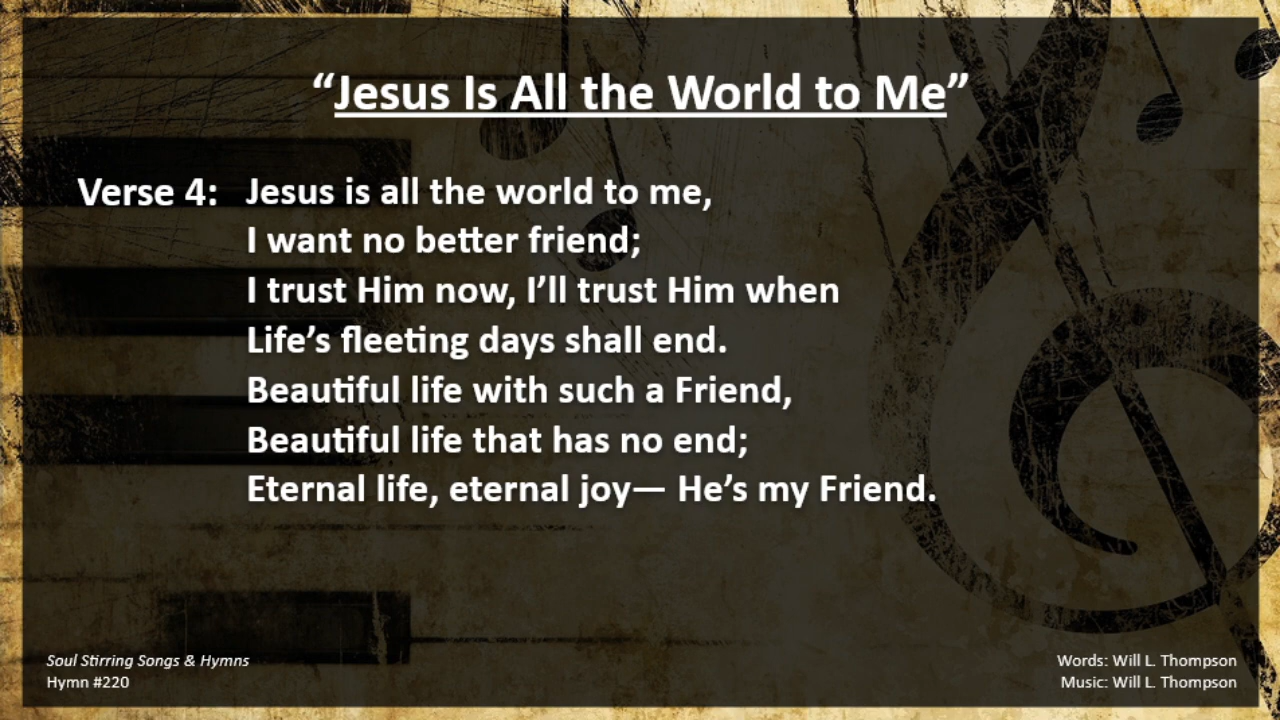 “Jesus Is All the World to Me”
Verse 4: Jesus is all the world to me,
I want no better friend;
I trust Him now, I’ll trust Him when
Life’s fleeting days shall end.
Beautiful life with such a Friend,
Beautiful life that has no end;
Eternal life, eternal joy— He’s my Friend.
Soul Stirring Songs & Hymns
Hymn #220
Words: Will L. Thompson
Music: Will L. Thompson